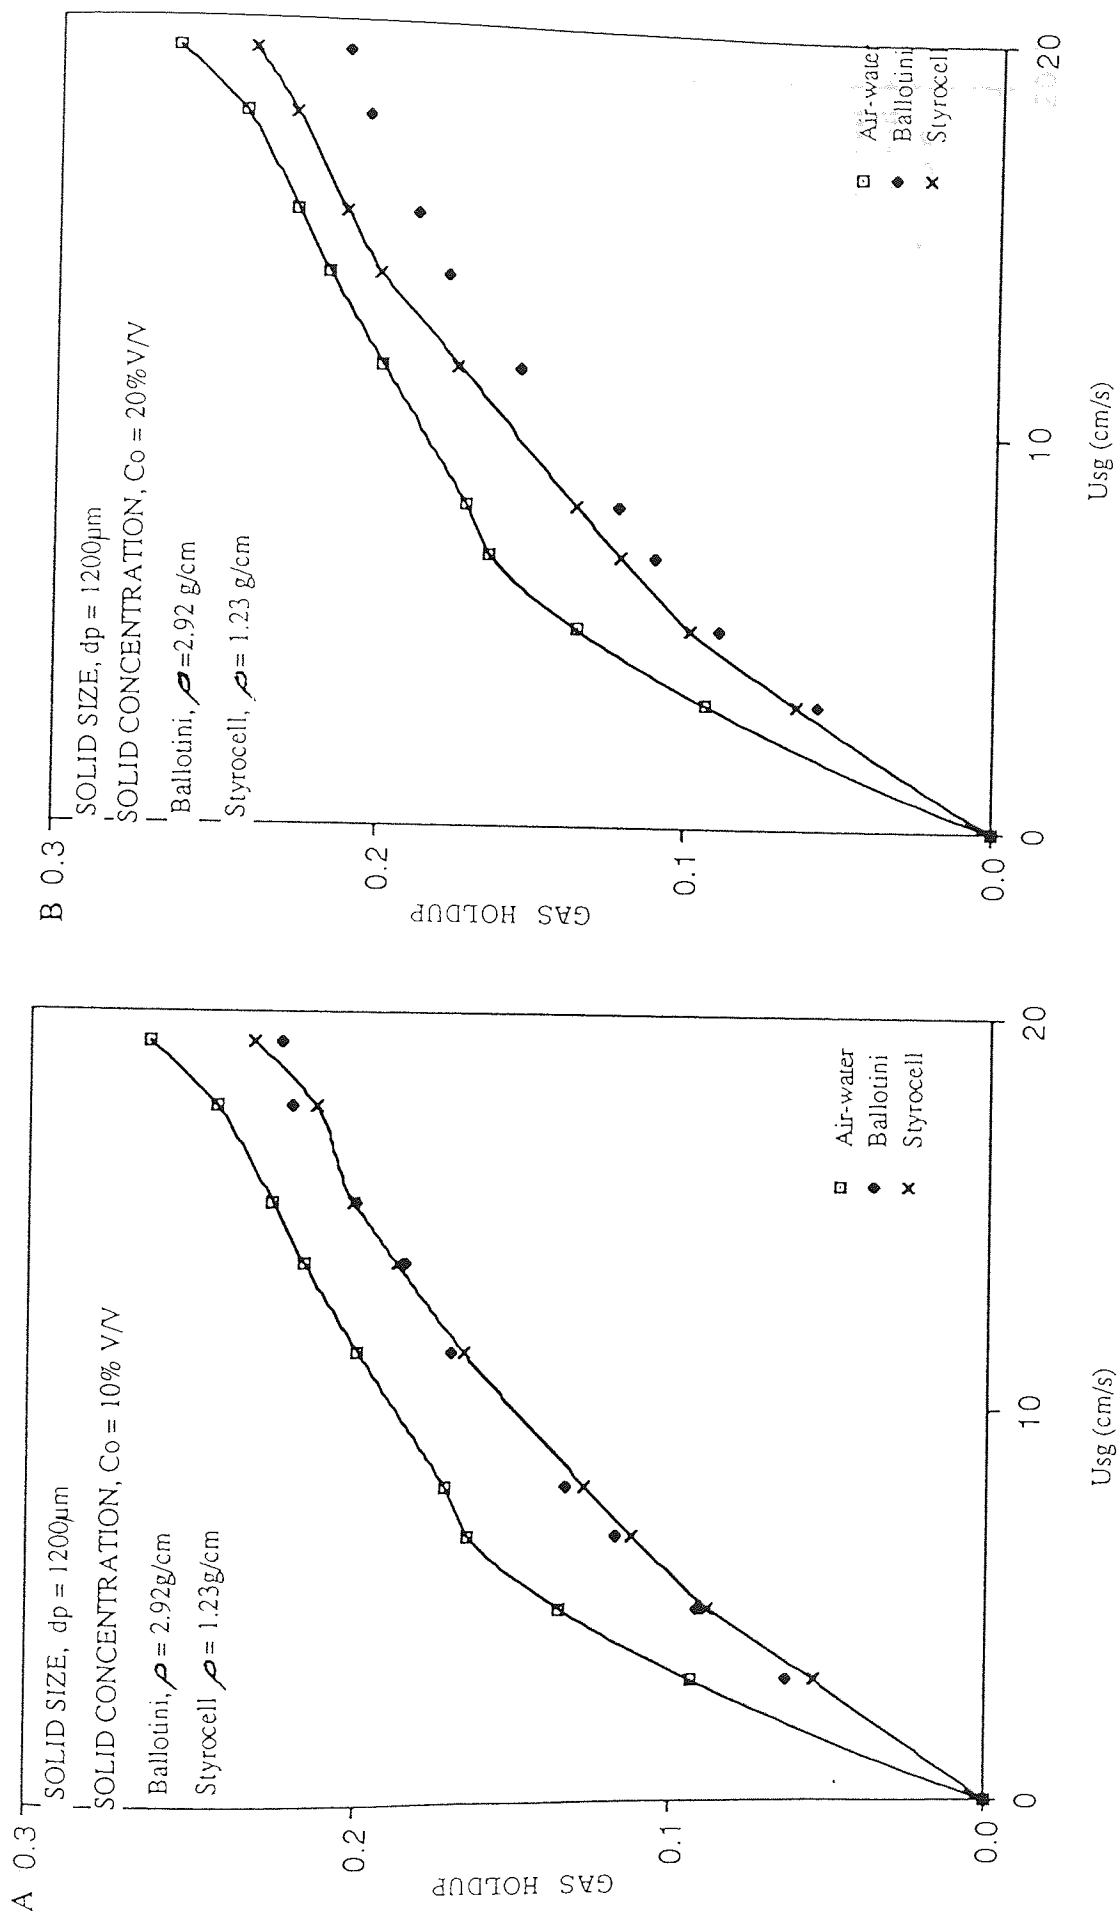 A
0.3
0.2
0.1
0.0
GAS HOLDUP
SOLID SIZE, dp = 1200μm
SOLID CONCENTRATION, Co = 10% V/V
Ballotini, ρ = 2.92g/cm
Styrocell ρ = 1.23g/cm
Air-water
Ballotini
Styrocell
0
10
20
Usg (cm/s)
B
0.3
0.2
0.1
0.0
GAS HOLDUP
SOLID SIZE, dp = 1200μm
SOLID CONCENTRATION, Co = 20% V/V
Ballotini, ρ =2.92 g/cm
Styrocell, ρ = 1.23 g/cm
Air-water
Ballotini
Styrocell
0
10
20
Usg (cm/s)